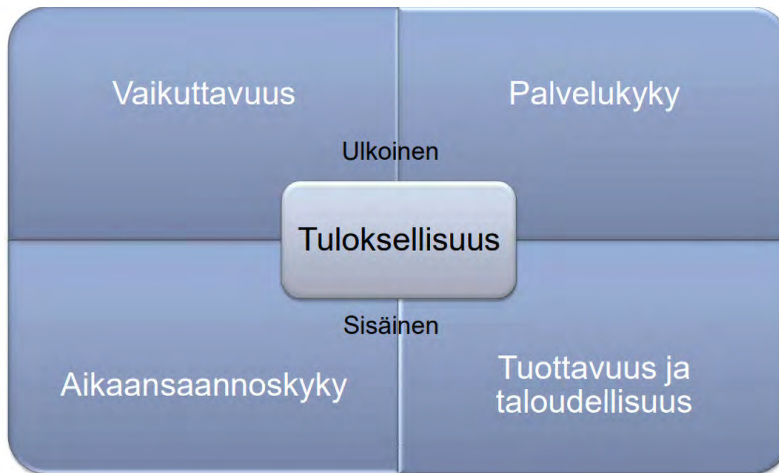 Vaikuttavuus
Palvelukyky
Ulkoinen
Tuloksellisuus
Sisäinen
Aikaansaannoskyky
Tuottavuus ja
taloudellisuus